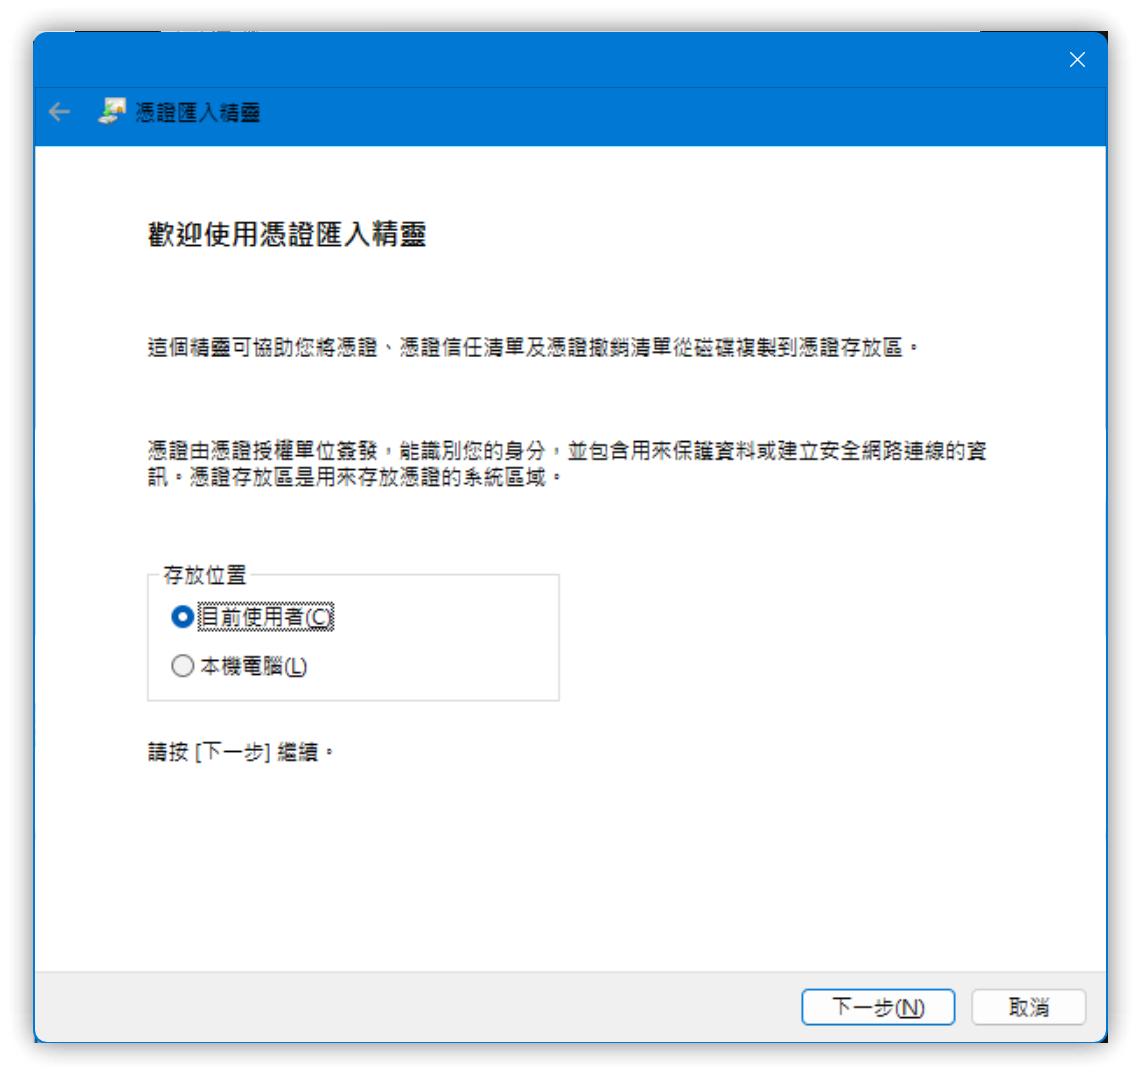 憑證匯入精靈
歡迎使用憑證匯入精靈
這個精靈可協助您將憑證、憑證信任清單及憑證撤銷清單從磁碟複製到憑證存放區。
憑證由憑證授權單位簽發，能識別您的身分，並包含用來保護資料或建立安全網路連線的資
訊。憑證存放區是用來存放憑證的系統區域。
存放位置
目前使用者(C)
本機電腦(L)
請按 [下一步] 繼續。
下一步(N)
取消